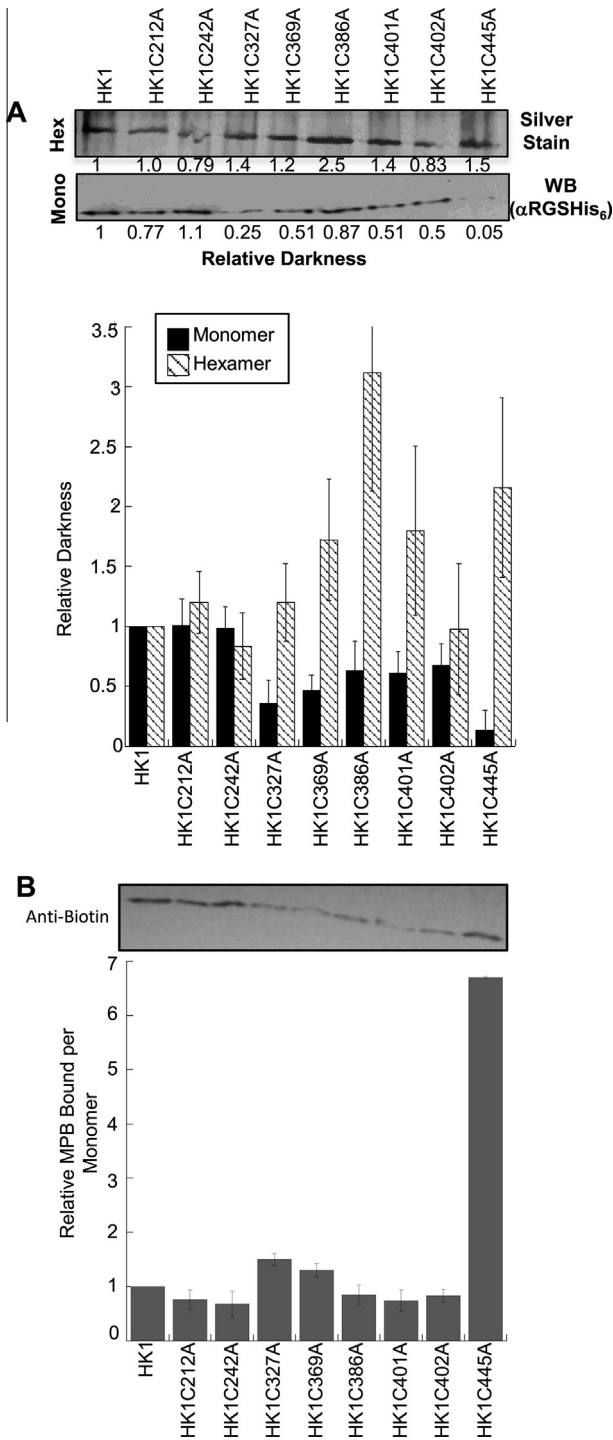 HK1
HK1C212A
HK1C242A
HK1C327A
HK1C369A
HK1C386A
HK1C401A
HK1C402A
HK1C445A
A
Hex
Silver
Stain
1 1.0 0.79 1.4 1.2 2.5 1.4 0.83 1.5
Mono
WB
(αRGSHis6)
1 0.77 1.1 0.25 0.51 0.87 0.51 0.5 0.05
Relative Darkness
Monomer
Hexamer
Relative Darkness
3.5
3
2.5
2
1.5
1
0.5
0
HK1
HK1C212A
HK1C242A
HK1C327A
HK1C369A
HK1C386A
HK1C401A
HK1C402A
HK1C445A
B
Anti-Biotin
Relative MPB Bound per
Monomer
7
6
5
4
3
2
1
0
HK1
HK1C212A
HK1C242A
HK1C327A
HK1C369A
HK1C386A
HK1C401A
HK1C402A
HK1C445A